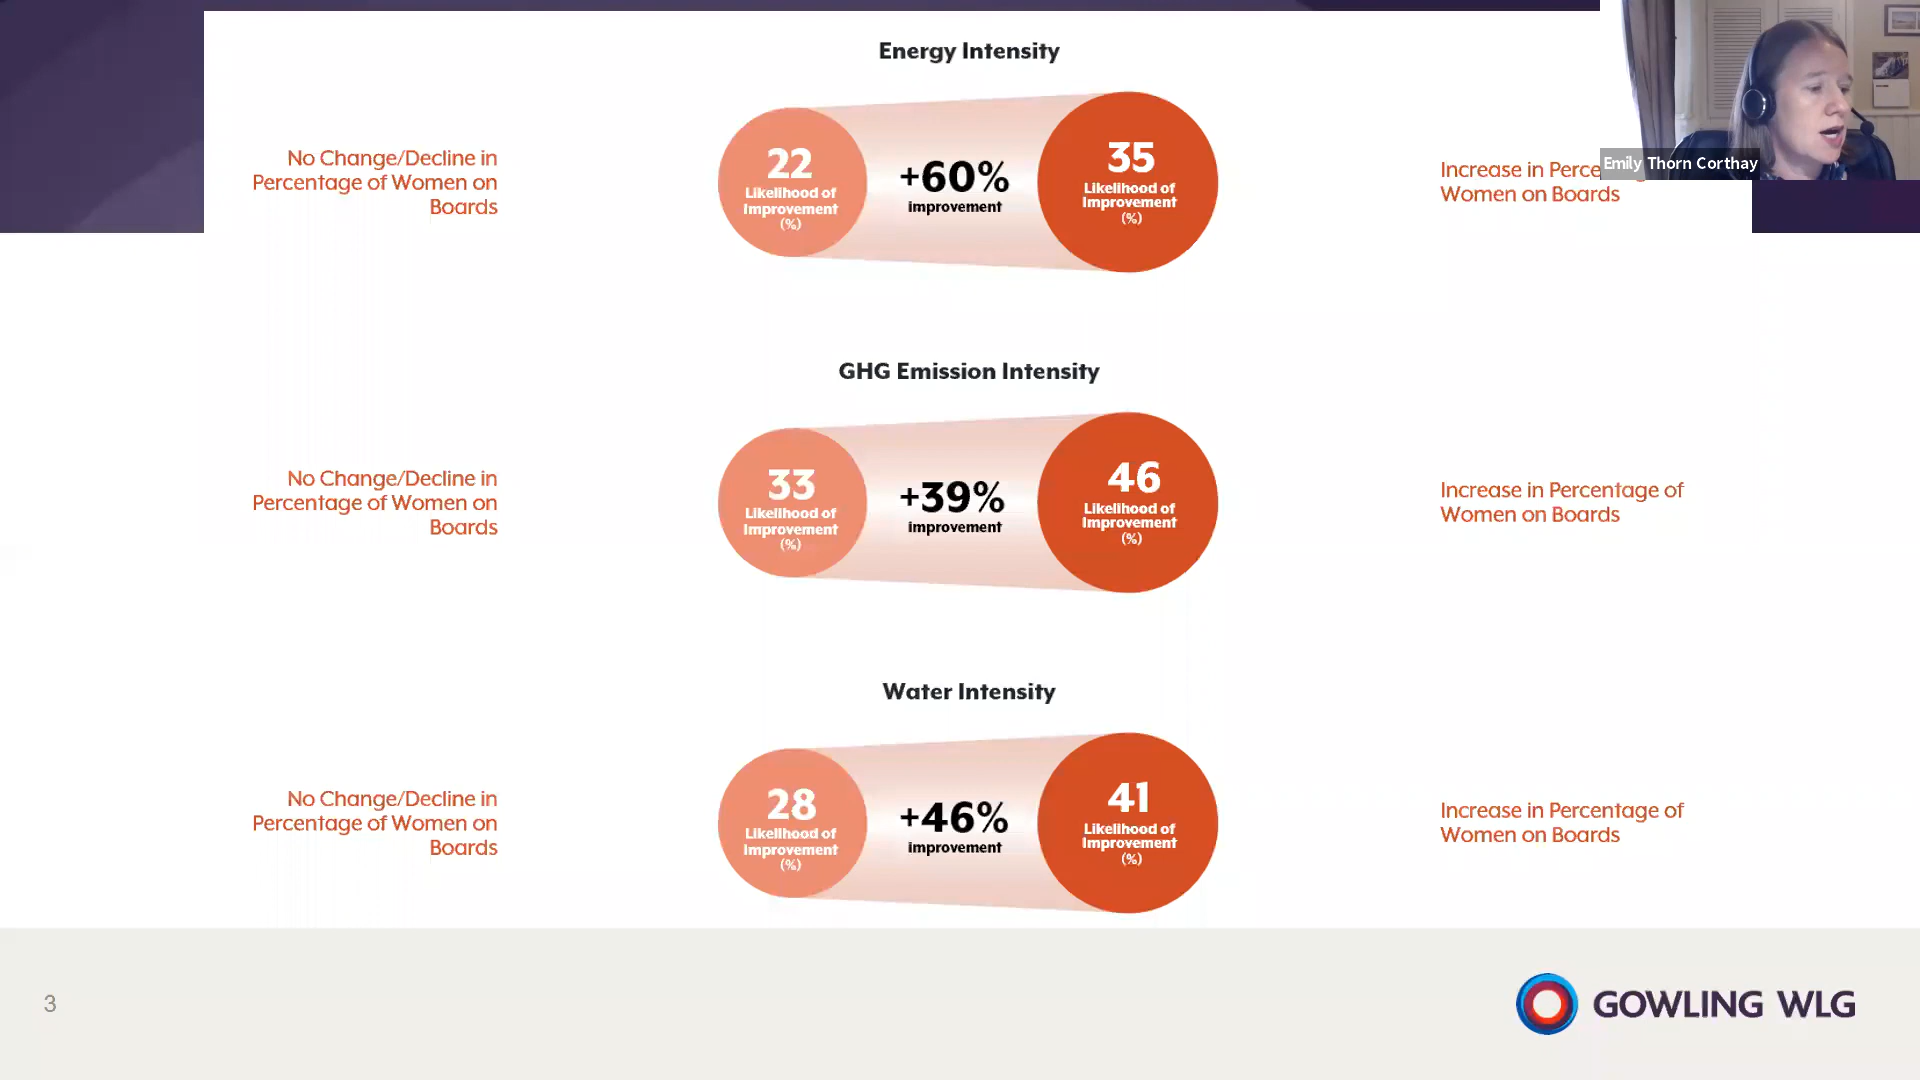 Energy Intensity
No Change/Decline in
Percentage of Women on
Boards
22
Likelihood of
Improvement
(%)
+60%
improvement
35
Likelihood of
Improvement
(%)
Increase in Perce
Women on Boards
Emily Thorn Corthay
GHG Emission Intensity
No Change/Decline in
Percentage of Women on
Boards
33
Likelihood of
Improvement
(%)
+39%
improvement
46
Likelihood of
Improvement
(%)
Increase in Percentage of
Women on Boards
Water Intensity
No Change/Decline in
Percentage of Women on
Boards
28
Likelihood of
Improvement
(%)
+46%
improvement
41
Likelihood of
Improvement
(%)
Increase in Percentage of
Women on Boards
3
GOWLING WLG